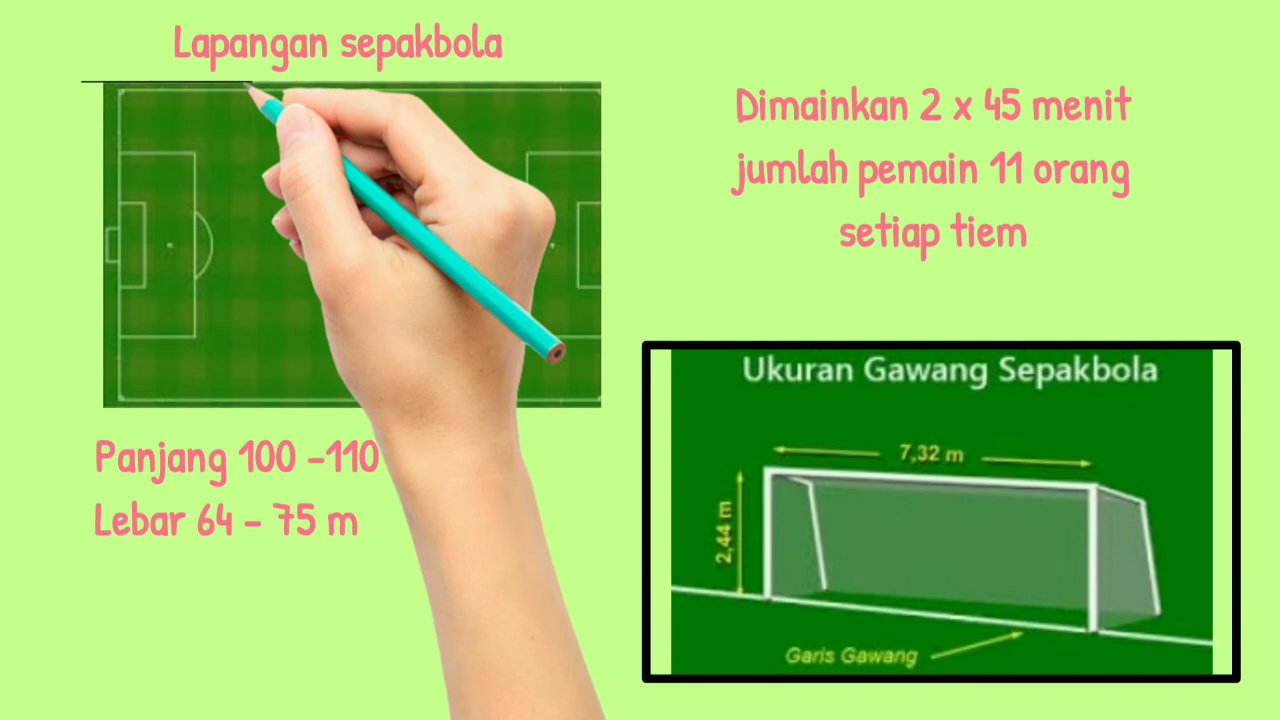 Lapangan sepakbola
Dimainkan 2 x 45 menit
jumlah pemain 11 orang
setiap tiem
Panjang 100 -110
Lebar 64 - 75 m
Ukuran Gawang Sepakbola
7,32 m
2,44 m
Garis Gawang